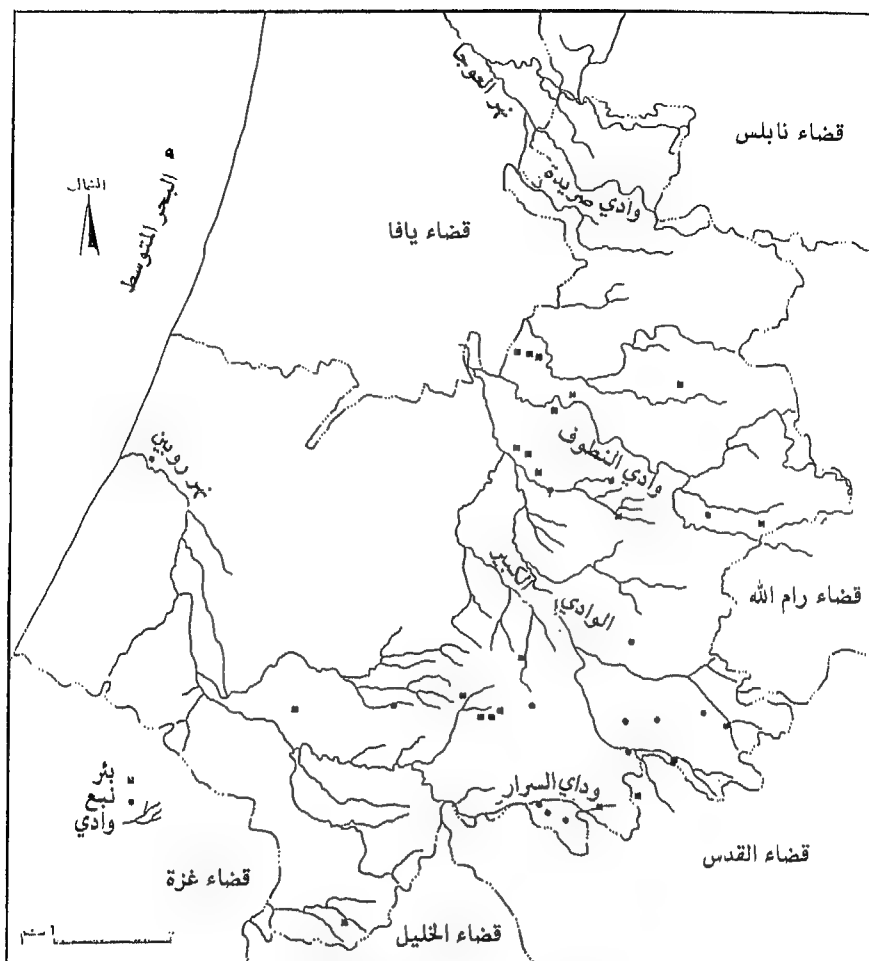 نهر العوجا
قضاء نابلس
البحر المتوسط
الشمال
وادي صريدة
قضاء يافا
نهر روبين
وادي النطوف
الوادي الكبير
قضاء رام الله
بئر
نبع
وادي
وداي السرار
قضاء القدس
قضاء غزة
قضاء الخليل